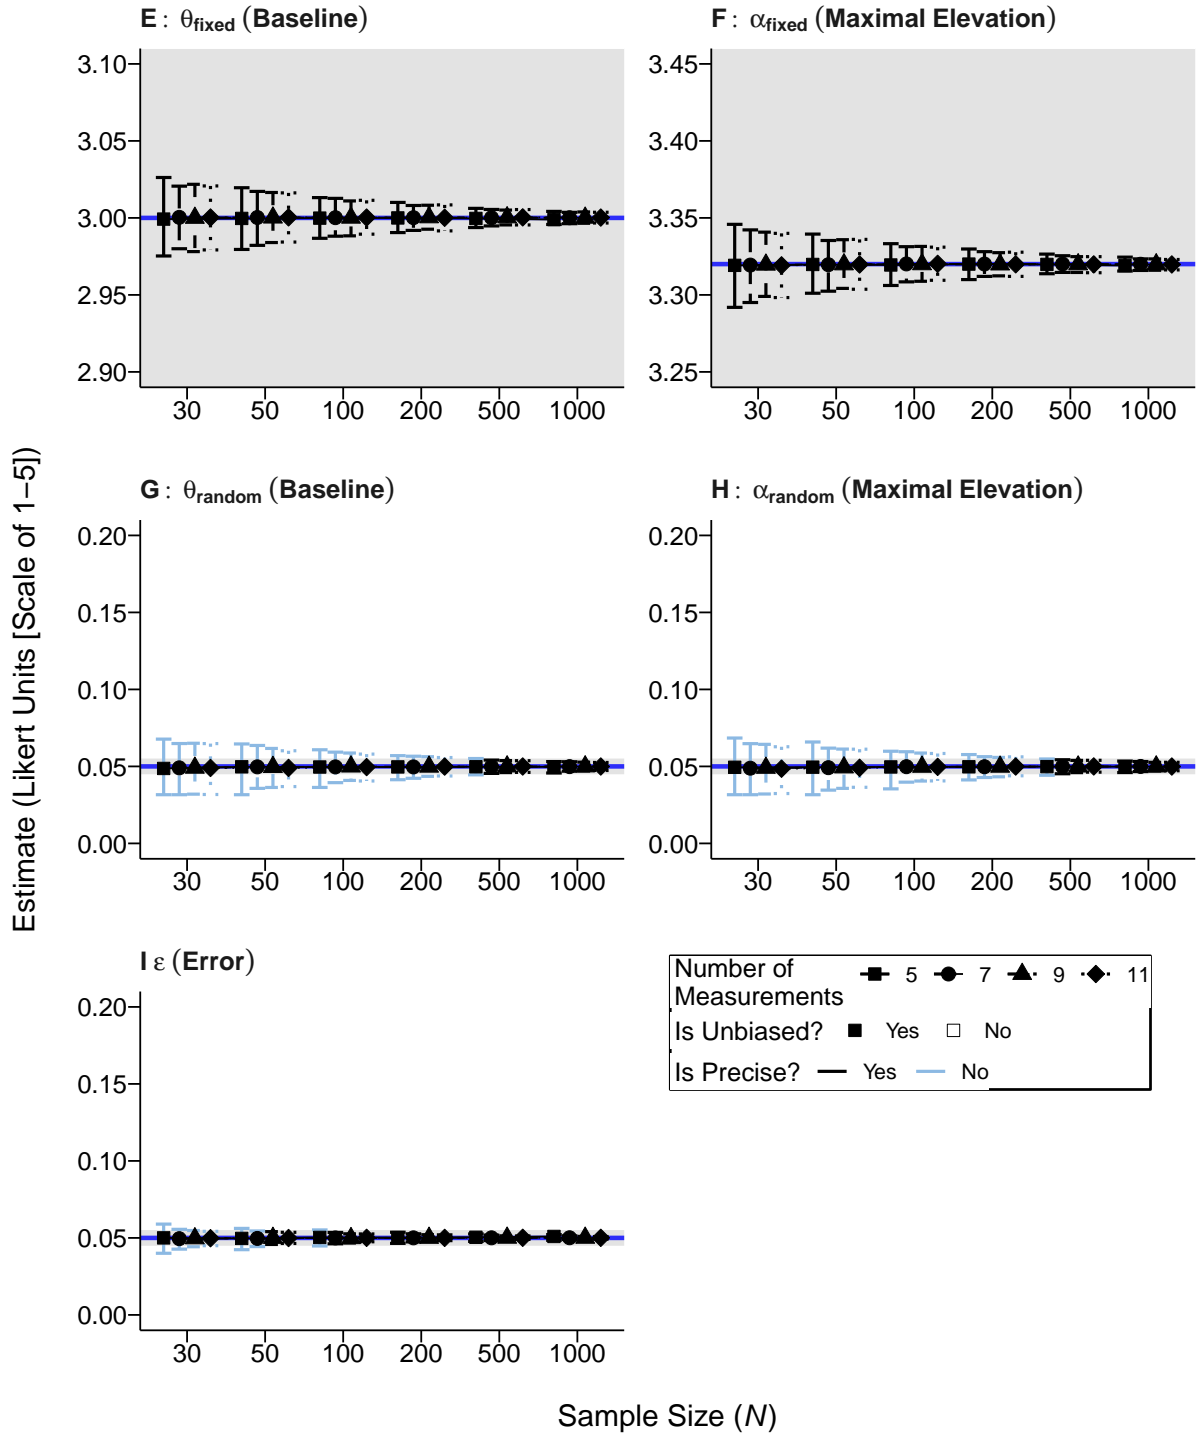 E : θfixed (Baseline)
3.10
3.05
3.00
2.95
2.90
30 50 100 200 500 1000
F : αfixed (Maximal Elevation)
3.45
3.40
3.35
3.30
3.25
30 50 100 200 500 1000
Estimate (Likert Units [Scale of 1−5])
G : θrandom (Baseline)
0.20
0.15
0.10
0.05
0.00
30 50 100 200 500 1000
H : αrandom (Maximal Elevation)
0.20
0.15
0.10
0.05
0.00
30 50 100 200 500 1000
I ε (Error)
0.20
0.15
0.10
0.05
0.00
30 50 100 200 500 1000
Number of
Measurements 5 7 9 11
Is Unbiased? Yes No
Is Precise? Yes No
Sample Size (N)